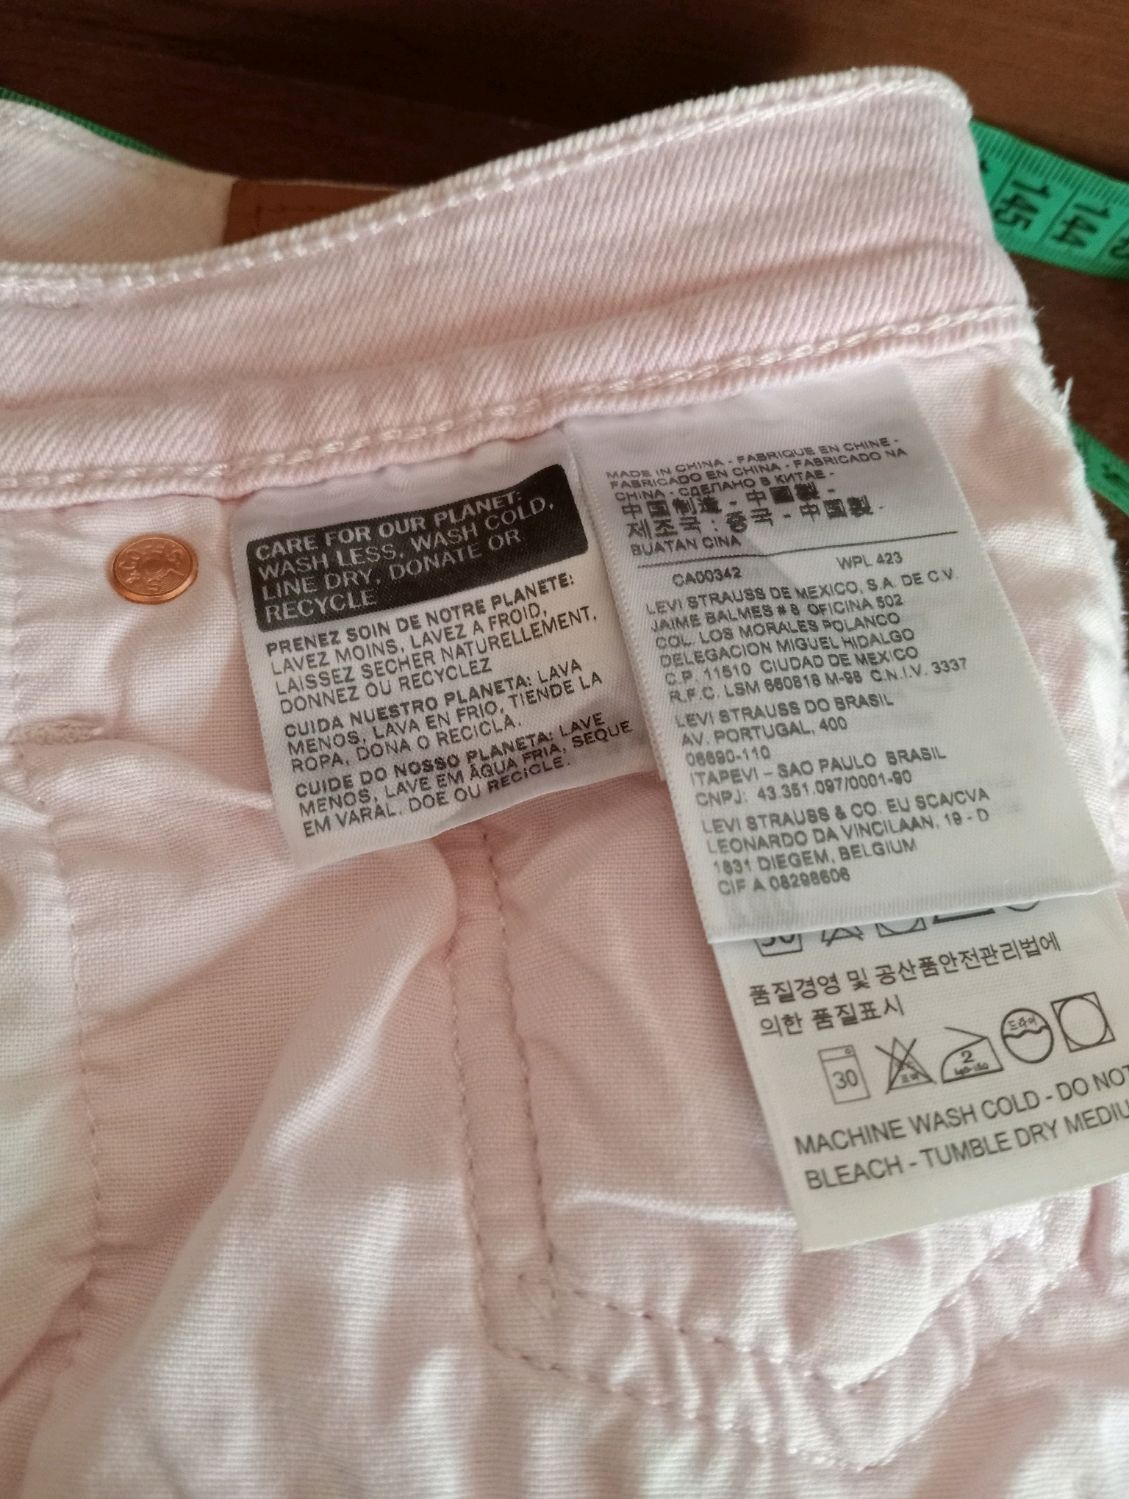 CARE FOR OUR PLANET:
WASH LESS, WASH COLD,
LINE DRY, DONATE OR
RECYCLE
PRENEZ SOIN DE NOTRE PLANETE:
LAVEZ MOINS, LAVEZ A FROID,
LAISSEZ SECHER NATURELLEMENT,
DONNEZ OU RECYCLEZ
CUIDA NUESTRO PLANETA: LAVA
MENOS, LAVA EN FRIO, TIENDE LA
ROPA, DONA O RECICLA.
CUIDE DO NOSSO PLANETA: LAVE
MENOS, LAVE EM ÁGUA FRIA, SEQUE
EM VARAL. DOE OU RECICLE.
MADE IN CHINA - FABRIQUE EN CHINE -
FABRICADO EN CHINA - FABRICADO NA
CHINA - СДЕЛАНО В КИТАЕ -
中国制造 - 中國製 -
제조국 : 중국 - 中國製 -
BUATAN CINA
CA00342 WPL 423
LEVI STRAUSS DE MEXICO, S.A. DE C.V.
JAIME BALMES # 8 OFICINA 502
COL. LOS MORALES POLANCO
DELEGACION MIGUEL HIDALGO
C.P. 11510 CIUDAD DE MEXICO
R.F.C. LSM 660818 M-98 C.N.I.V. 3337
LEVI STRAUSS DO BRASIL
AV. PORTUGAL, 400
06690-110
ITAPEVI - SAO PAULO BRASIL
CNPJ: 43.351.097/0001-90
LEVI STRAUSS & CO. EU SCA/CVA
LEONARDO DA VINCILAAN, 19 - D
1831 DIEGEM, BELGIUM
CIF A 08298606
품질경영 및 공산품안전관리법에
의한 품질표시
30
2
드라이
MACHINE WASH COLD - DO NOT
BLEACH - TUMBLE DRY MEDIU
145
144